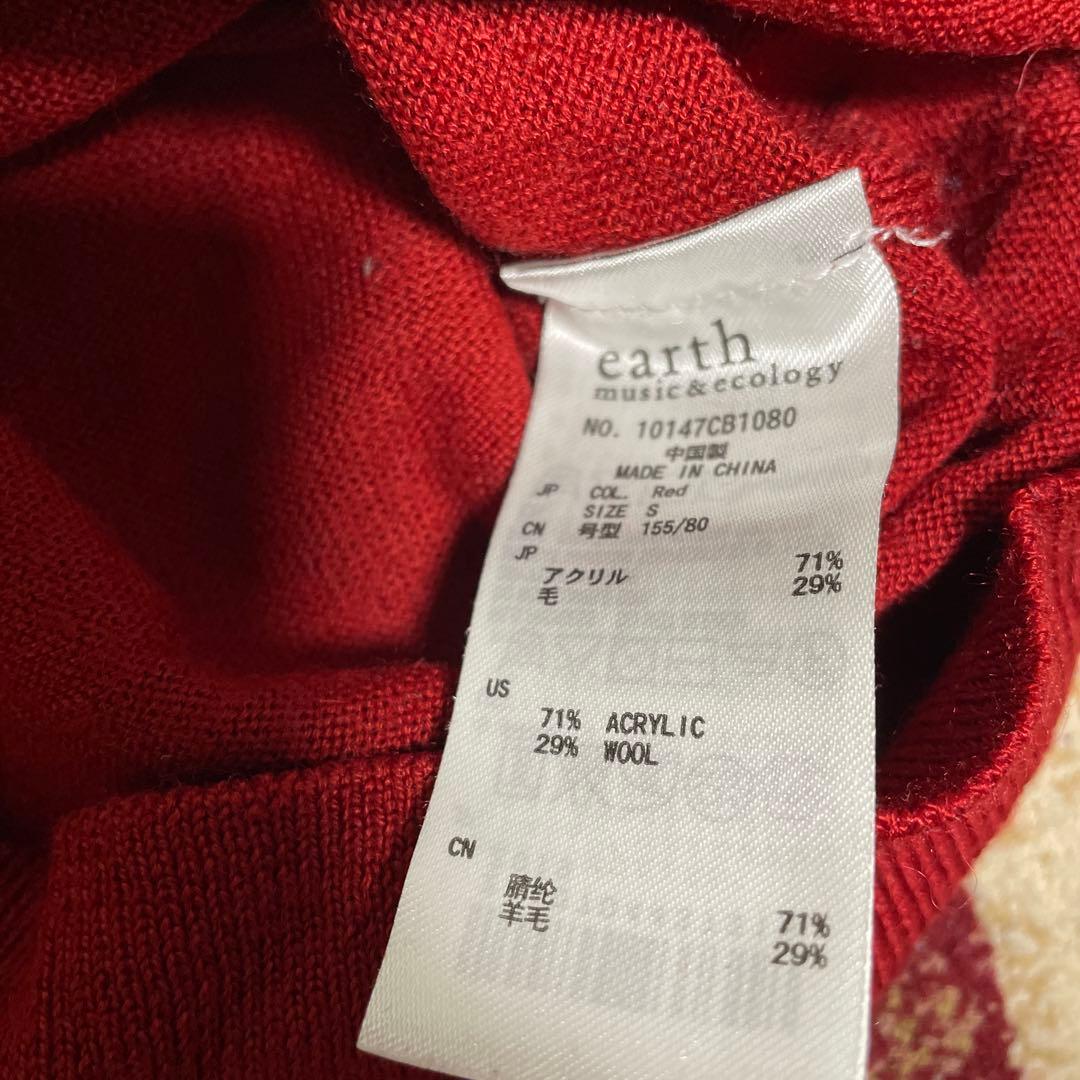 earth
music&ecology
NO. 10147CB1080
中国製
MADE IN CHINA
JP COL. Red
SIZE S
CN 号型 155/80
JP
アクリル 71%
毛 29%
US
71% ACRYLIC
29% WOOL
CN
腈纶 71%
羊毛 29%